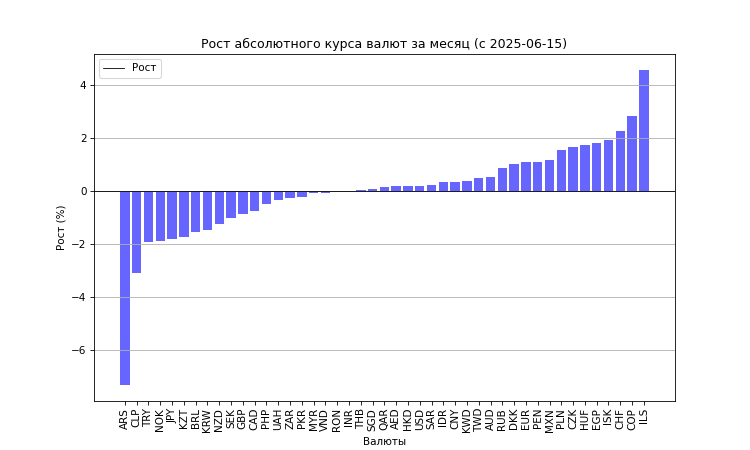 Рост абсолютного курса валют за месяц (с 2025-06-15)
Рост
4
2
0
−2
−4
−6
Рост (%)
ARS CLP TRY NOK JPY KZT BRL KRW NZD SEK GBP CAD PHP UAH ZAR PKR MYR VND RON INR THB SGD QAR AED HKD USD SAR IDR CNY KWD TWD AUD RUB DKK EUR PEN MXN PLN CZK HUF EGP ISK CHF COP ILS
Валюты